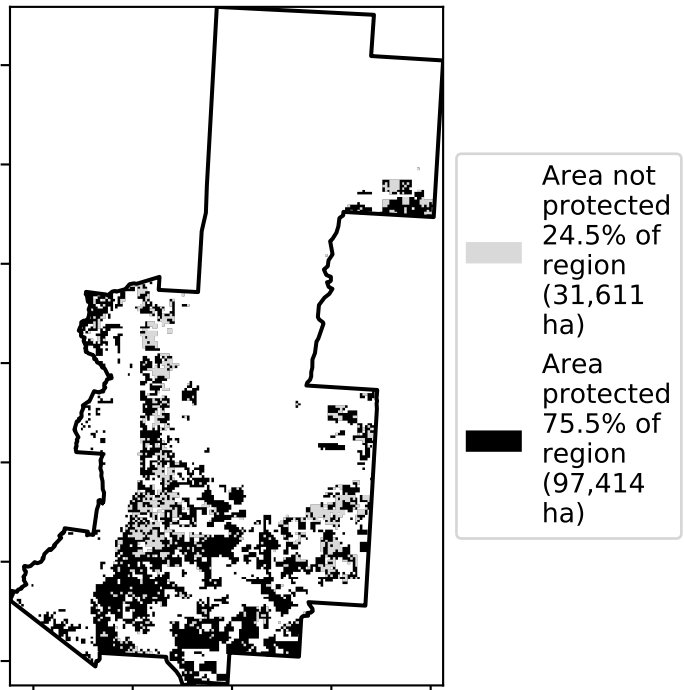 Area not
protected
24.5% of
region
(31,611
ha)
Area
protected
75.5% of
region
(97,414
ha)